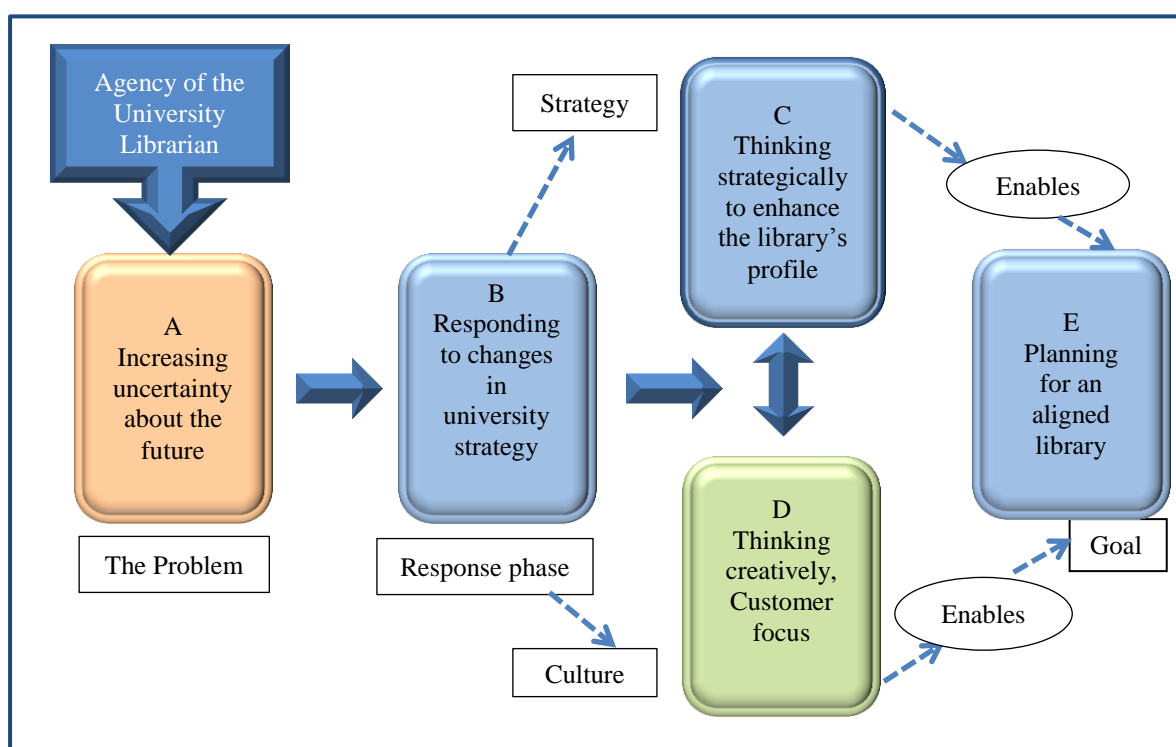 Agency of the
University
Librarian
A
Increasing
uncertainty
about the
future
The Problem
Strategy
B
Responding
to changes
in
university
strategy
Response phase
Culture
C
Thinking
strategically
to enhance
the library’s
profile
D
Thinking
creatively,
Customer
focus
Enables
Enables
E
Planning
for an
aligned
library
Goal